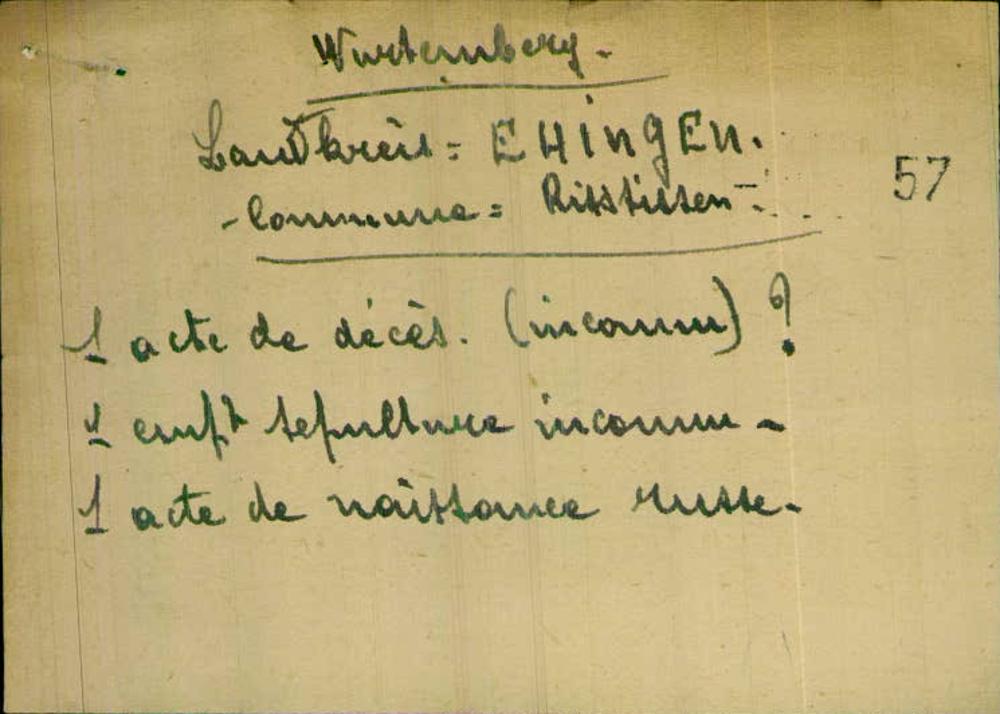 Wurtemberg.
Landkreis = EHINGEN.
57
- Commune = Risstissen -
1 acte de décès. (inconnu) ?
1 empt sepulture inconnu -
1 acte de naissance russe -